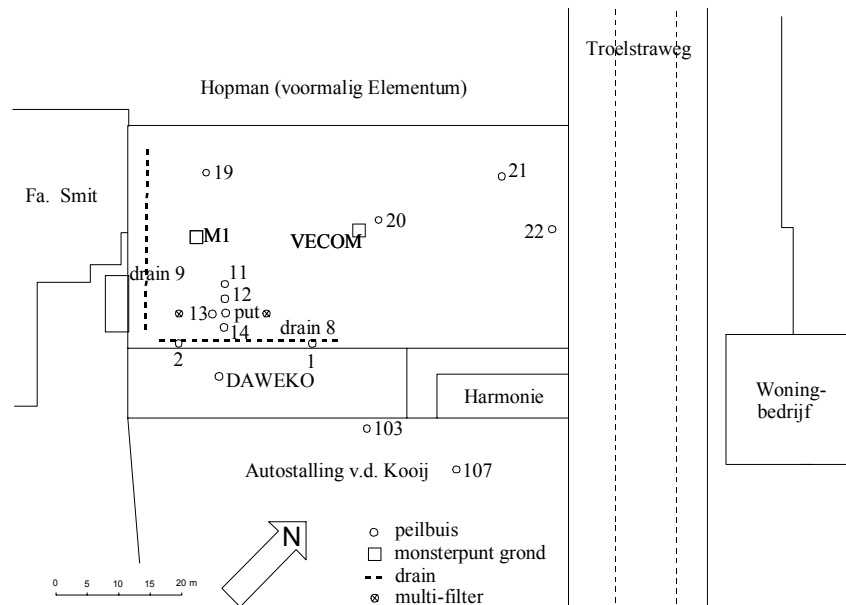 Troelstraweg
Hopman (voormalig Elementum)
19
21
Fa. Smit
20
22
M1
VECOM
drain 9
11
12
13
put
14
drain 8
2
1
DAWEKO
Harmonie
Woning-
bedrijf
103
Autostalling v.d. Kooij
107
N
peilbuis
monsterpunt grond
drain
multi-filter
0 5 10 15 20 m